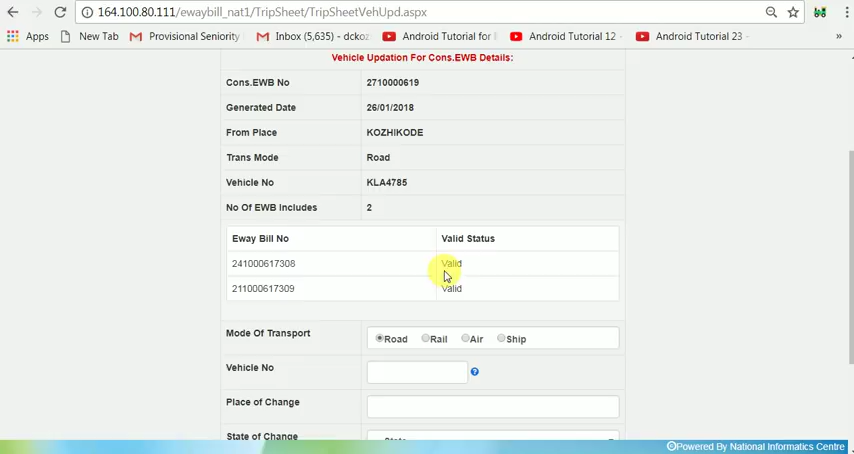 164.100.80.111/ewaybill_nat1/TripSheet/TripSheetVehUpd.aspx
Apps New Tab Provisional Seniority Inbox (5,635) - dcko: Android Tutorial for E Android Tutorial 12 - Android Tutorial 23 - »
Vehicle Updation For Cons.EWB Details:
Cons.EWB No 2710000619
Generated Date 26/01/2018
From Place KOZHIKODE
Trans Mode Road
Vehicle No KLA4785
No Of EWB Includes 2
Eway Bill No Valid Status
241000617308 Valid
211000617309 Valid
Mode Of Transport Road Rail Air Ship
Vehicle No ?
Place of Change
State of Change
©Powered By National Informatics Centre